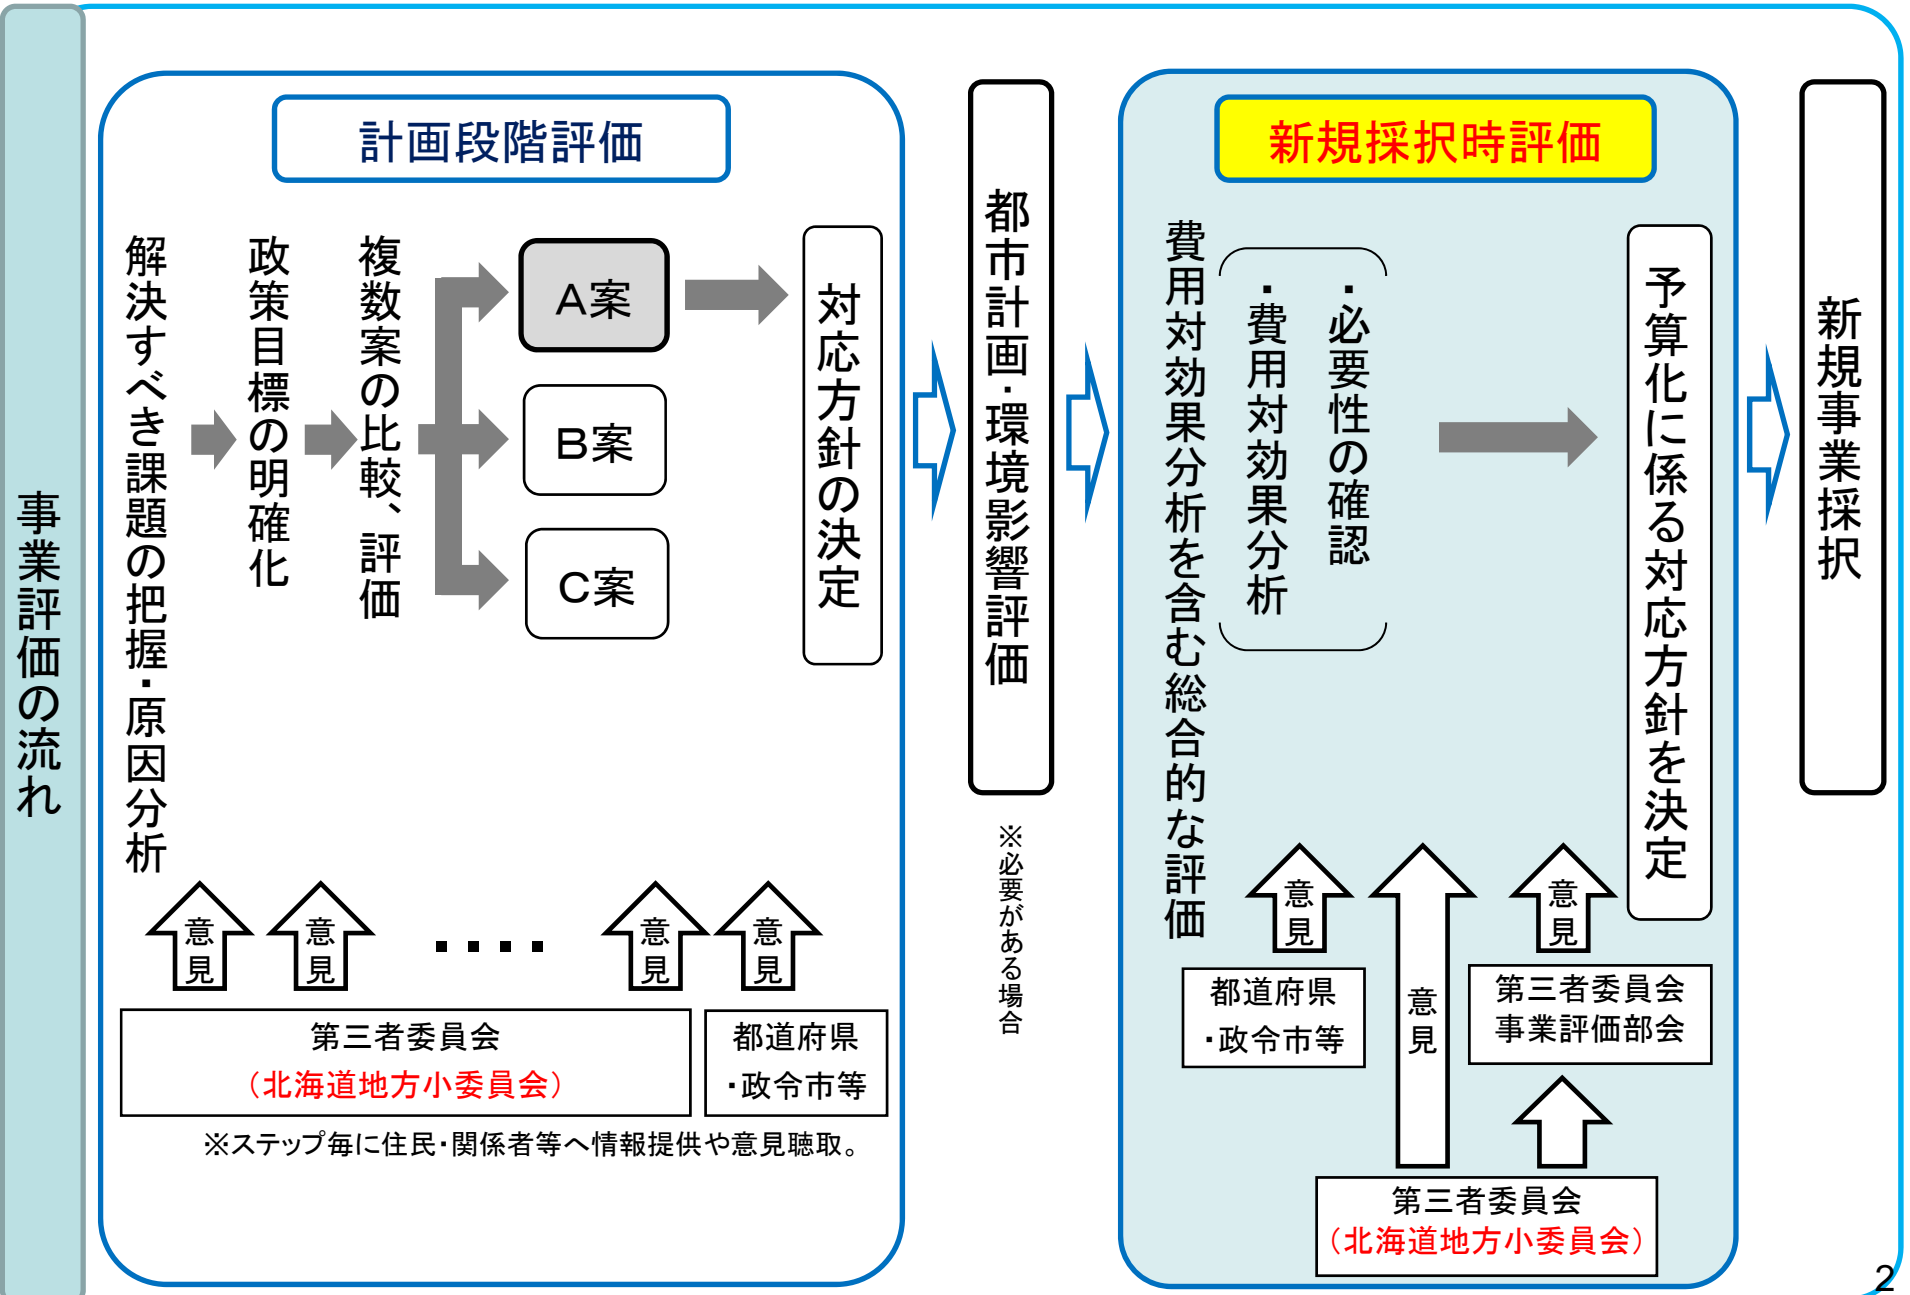 事業評価の流れ
計画段階評価
解決すべき課題の把握・原因分析
政策目標の明確化
複数案の比較、評価
A案
B案
C案
対応方針の決定
意見
意見
・・・・
意見
意見
第三者委員会
（北海道地方小委員会）
都道府県
・政令市等
※ステップ毎に住民・関係者等へ情報提供や意見聴取。
都市計画・環境影響評価
※必要がある場合
新規採択時評価
費用対効果分析を含む総合的な評価
・必要性の確認
・費用対効果分析
予算化に係る対応方針を決定
意見
意見
意見
都道府県
・政令市等
第三者委員会
事業評価部会
第三者委員会
（北海道地方小委員会）
新規事業採択
2